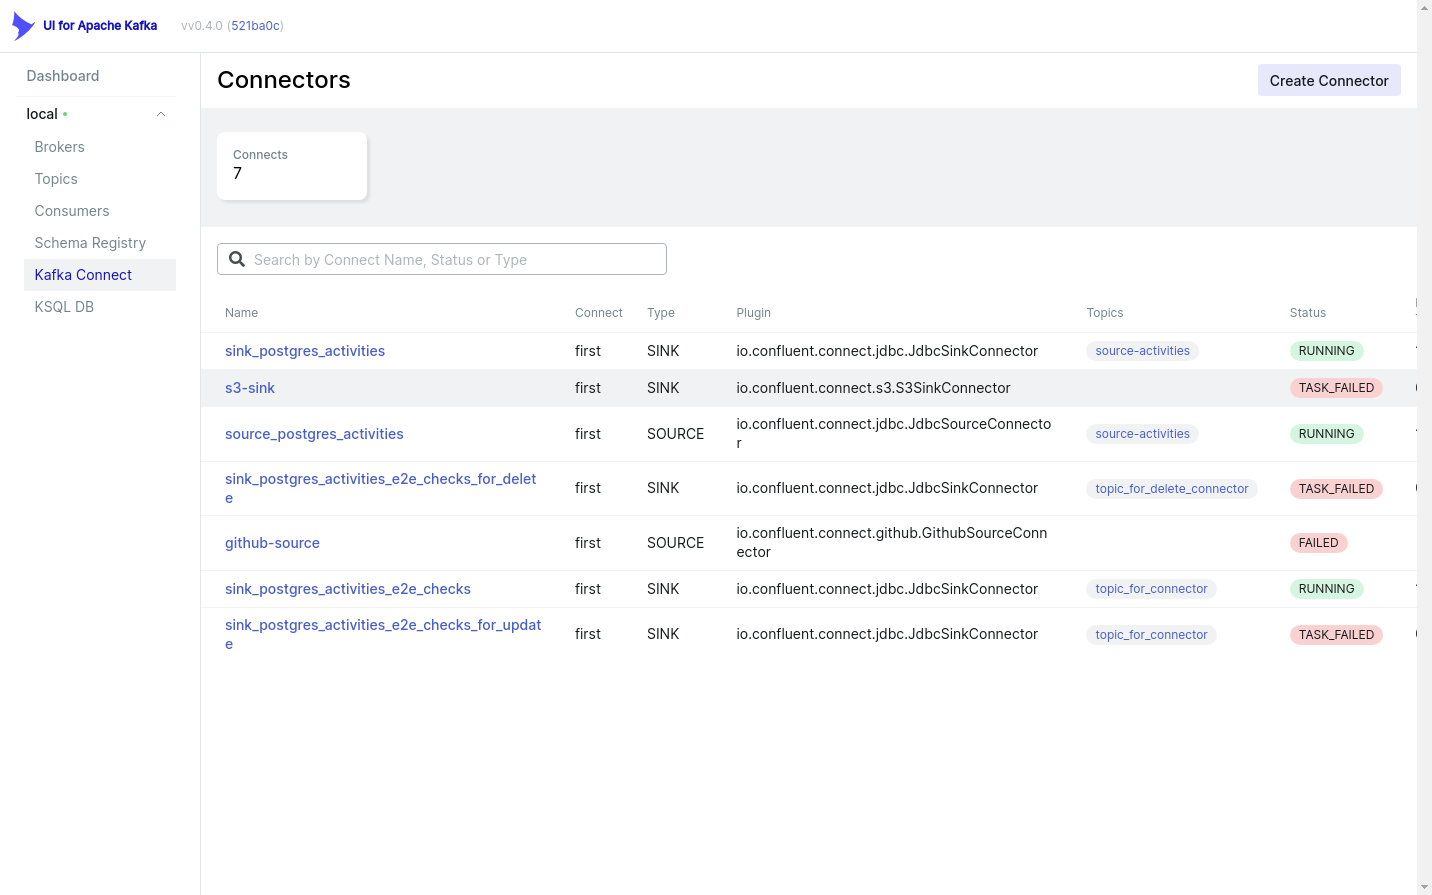 UI for Apache Kafka vv0.4.0 (521ba0c)
Dashboard
local
Brokers
Topics
Consumers
Schema Registry
Kafka Connect
KSQL DB
Connectors
Create Connector
Connects
7
Search by Connect Name, Status or Type
Name Connect Type Plugin Topics Status
sink_postgres_activities first SINK io.confluent.connect.jdbc.JdbcSinkConnector source-activities RUNNING
s3-sink first SINK io.confluent.connect.s3.S3SinkConnector TASK_FAILED
source_postgres_activities first SOURCE io.confluent.connect.jdbc.JdbcSourceConnecto
r source-activities RUNNING
sink_postgres_activities_e2e_checks_for_delet
e first SINK io.confluent.connect.jdbc.JdbcSinkConnector topic_for_delete_connector TASK_FAILED
github-source first SOURCE io.confluent.connect.github.GithubSourceConn
ector FAILED
sink_postgres_activities_e2e_checks first SINK io.confluent.connect.jdbc.JdbcSinkConnector topic_for_connector RUNNING
sink_postgres_activities_e2e_checks_for_updat
e first SINK io.confluent.connect.jdbc.JdbcSinkConnector topic_for_connector TASK_FAILED